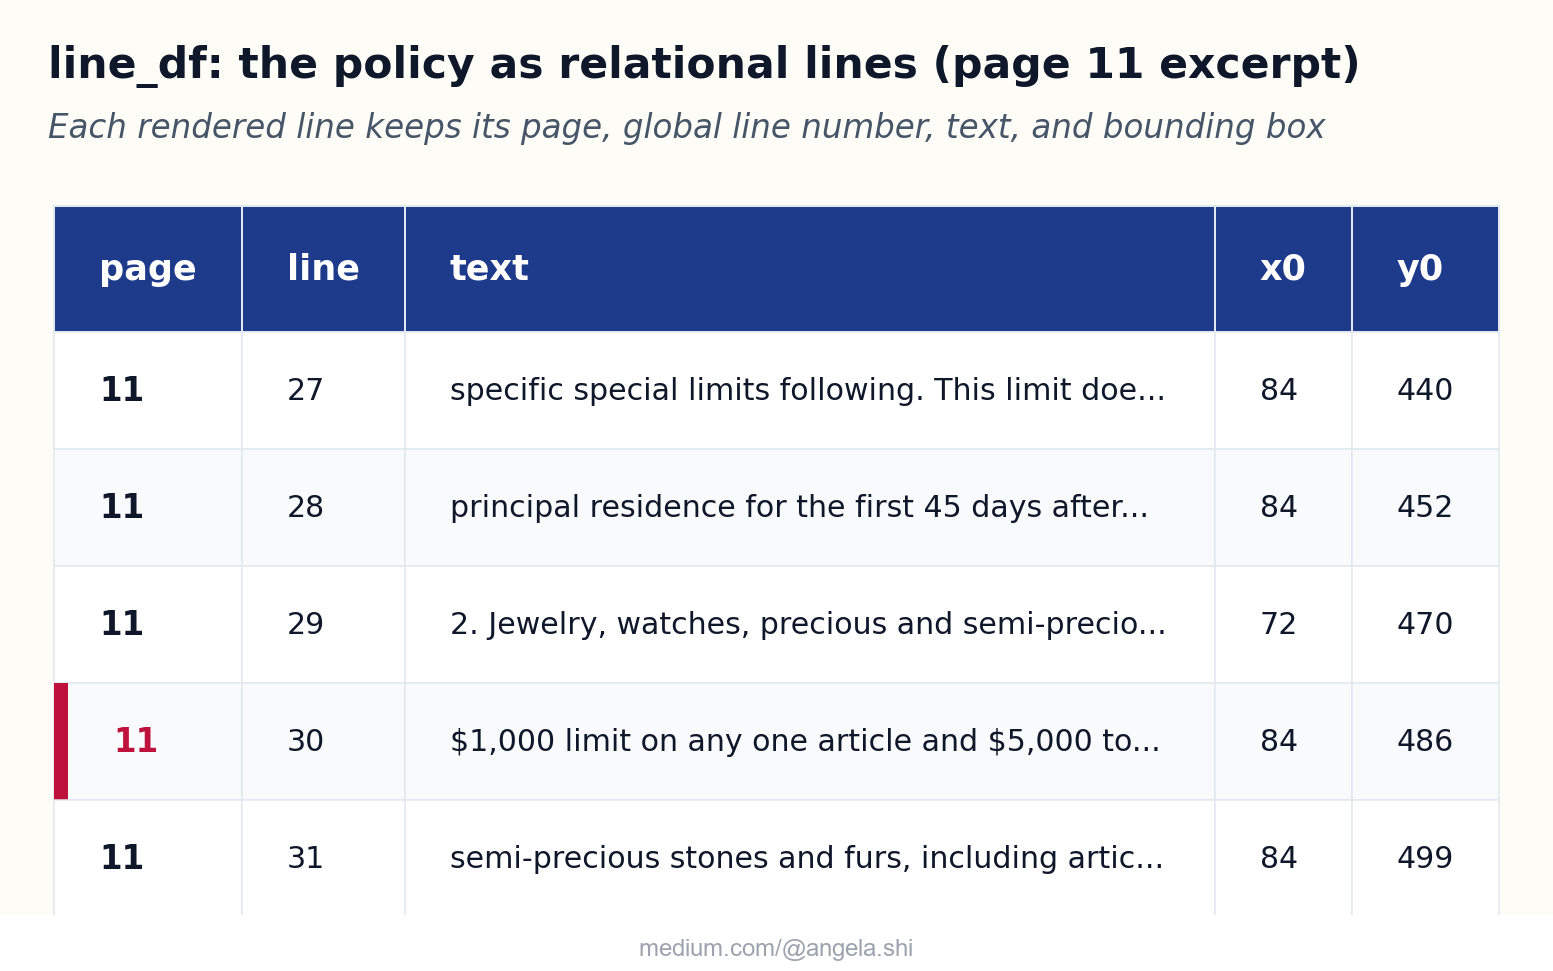 line_df: the policy as relational lines (page 11 excerpt)
Each rendered line keeps its page, global line number, text, and bounding box
page line text x0 y0
11 27 specific special limits following. This limit doe... 84 440
11 28 principal residence for the first 45 days after... 84 452
11 29 2. Jewelry, watches, precious and semi-precio... 72 470
11 30 $1,000 limit on any one article and $5,000 to... 84 486
11 31 semi-precious stones and furs, including artic... 84 499
medium.com/@angela.shi